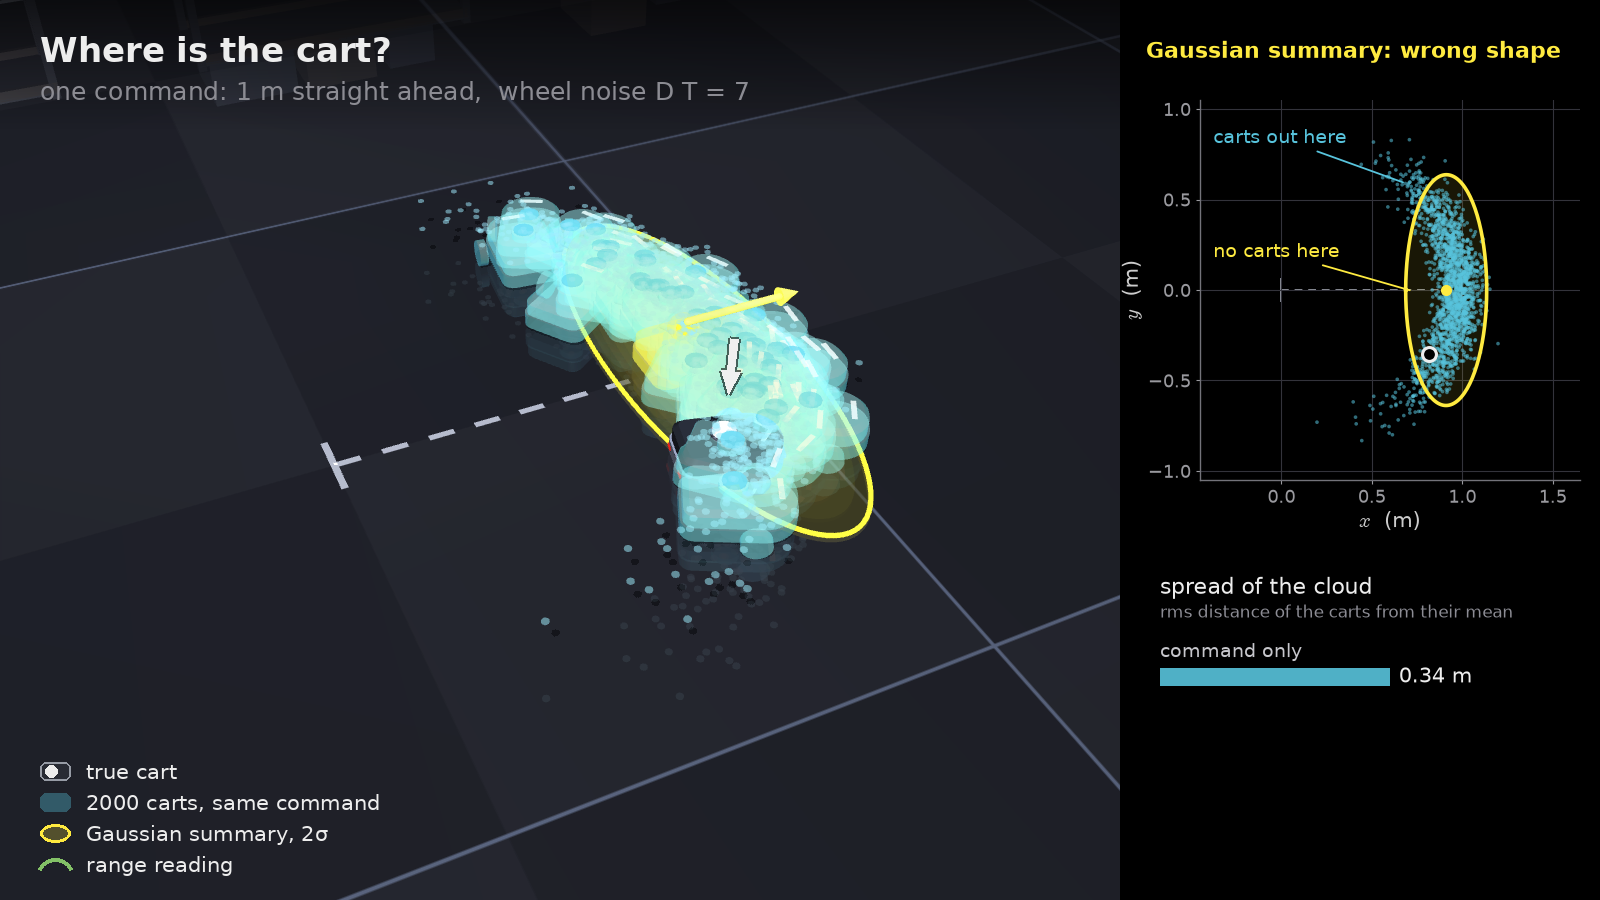 Where is the cart?
one command: 1 m straight ahead,  wheel noise D T = 7
true cart
2000 carts, same command
Gaussian summary, 2σ
range reading
Gaussian summary: wrong shape
1.0
0.5
0.0
−0.5
−1.0
carts out here
no carts here
y (m)
0.0 0.5 1.0 1.5
x (m)
spread of the cloud
rms distance of the carts from their mean
command only
0.34 m